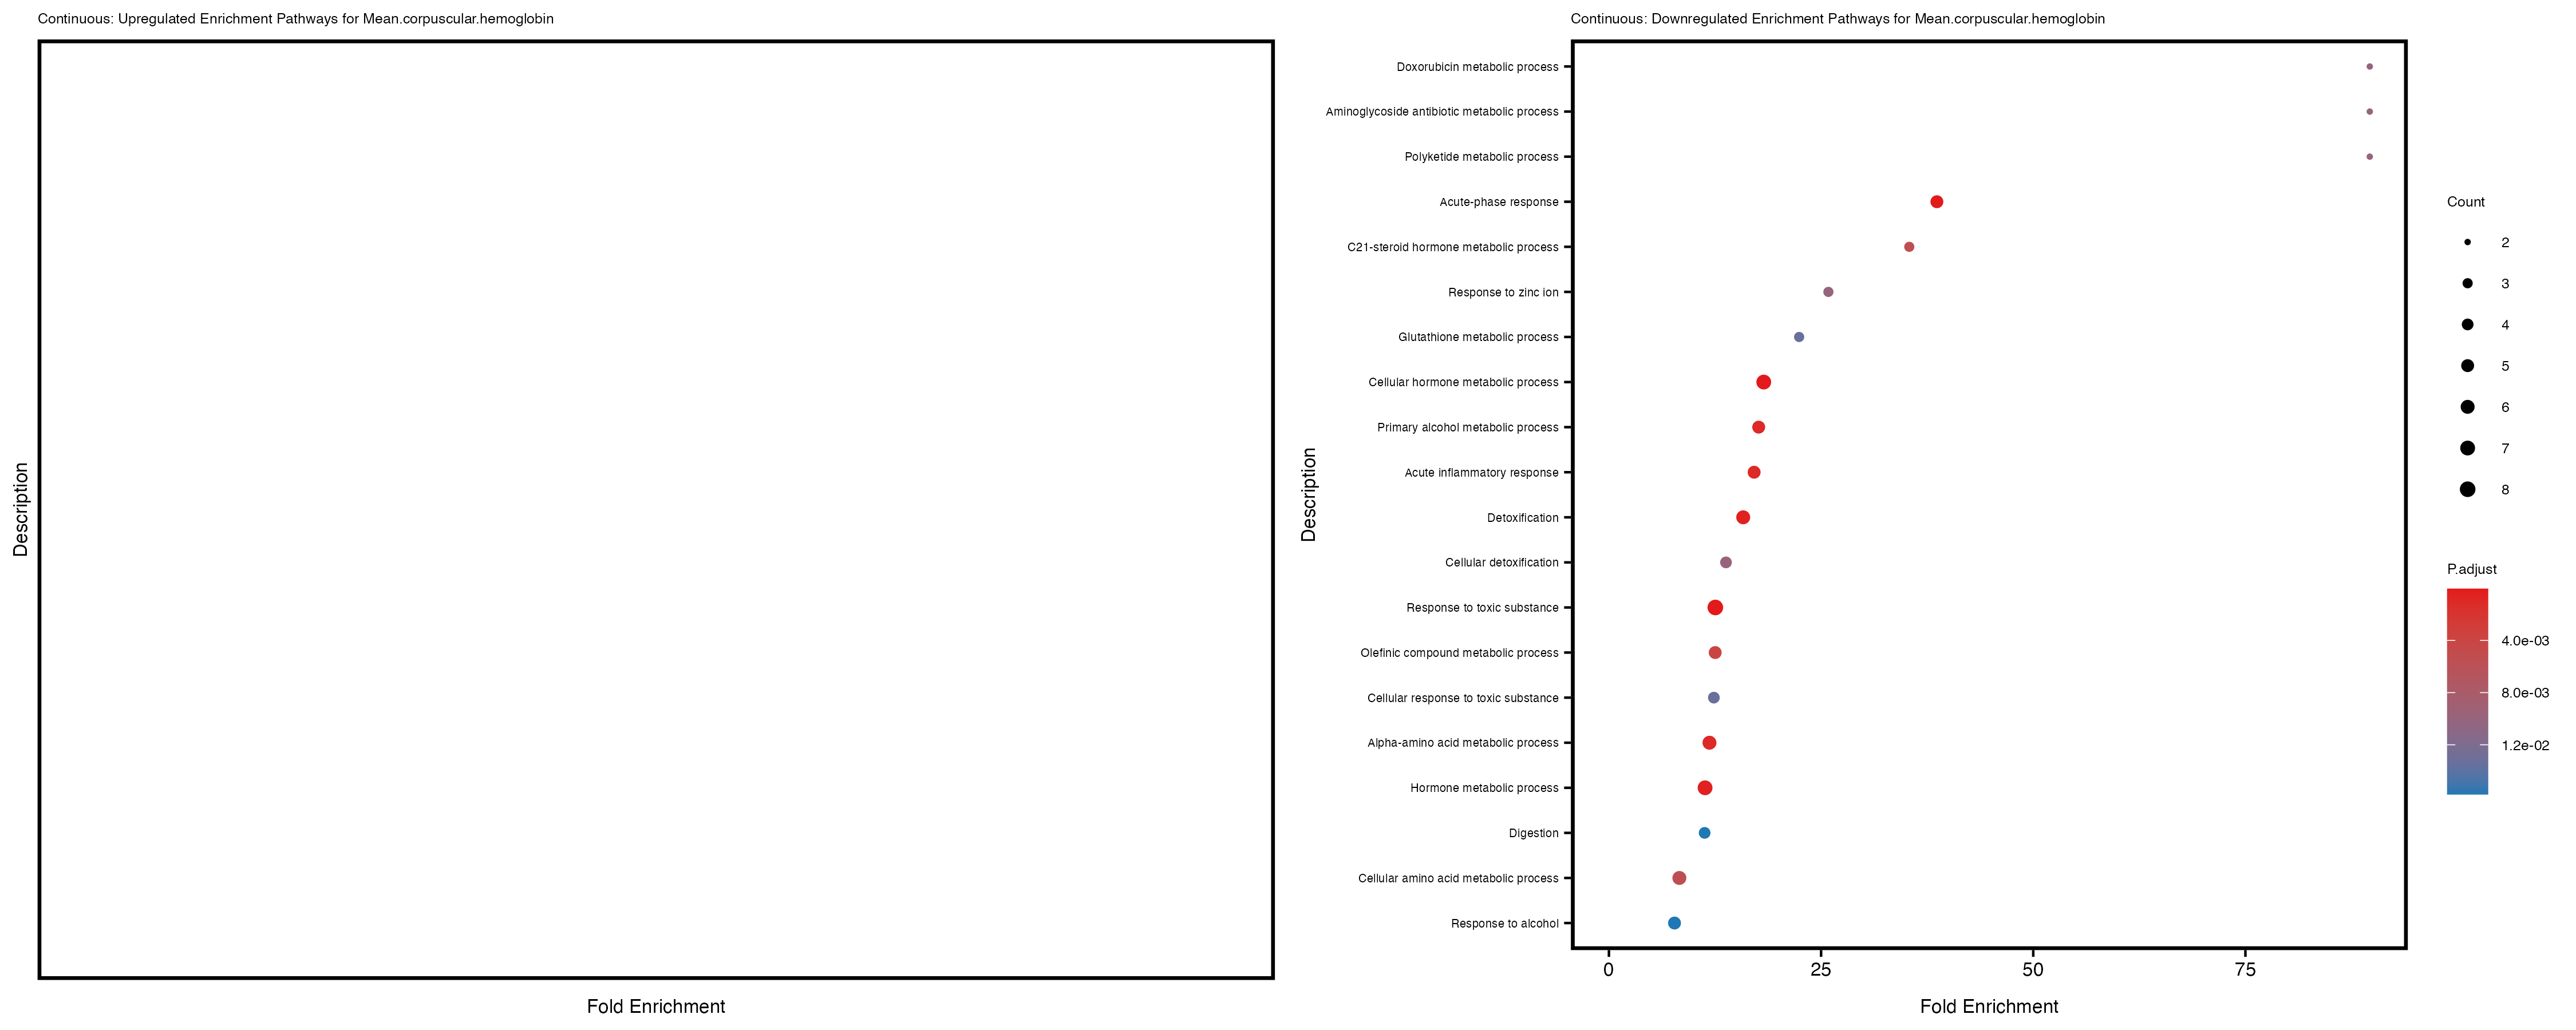 Continuous: Upregulated Enrichment Pathways for Mean.corpuscular.hemoglobin
Description
Fold Enrichment
Continuous: Downregulated Enrichment Pathways for Mean.corpuscular.hemoglobin
Description
Doxorubicin metabolic process
Aminoglycoside antibiotic metabolic process
Polyketide metabolic process
Acute-phase response
C21-steroid hormone metabolic process
Response to zinc ion
Glutathione metabolic process
Cellular hormone metabolic process
Primary alcohol metabolic process
Acute inflammatory response
Detoxification
Cellular detoxification
Response to toxic substance
Olefinic compound metabolic process
Cellular response to toxic substance
Alpha-amino acid metabolic process
Hormone metabolic process
Digestion
Cellular amino acid metabolic process
Response to alcohol
0 25 50 75
Fold Enrichment
Count
2
3
4
5
6
7
8
P.adjust
4.0e-03
8.0e-03
1.2e-02